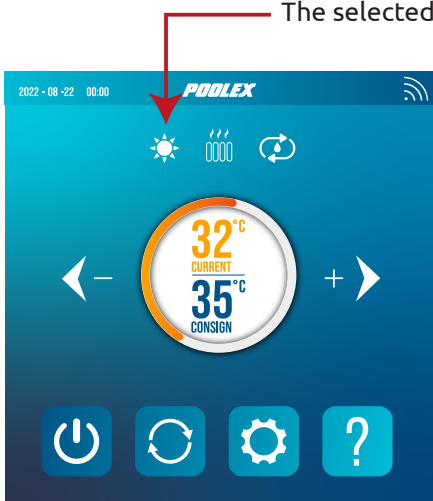 The selected
2022 - 08 -22 00:00
POOLEX
32°C
CURRENT
35°C
CONSIGN
− +
?